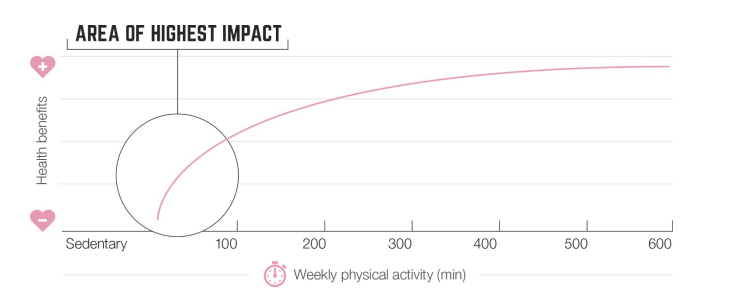 AREA OF HIGHEST IMPACT
+
Health benefits
−
Sedentary 100 200 300 400 500 600
Weekly physical activity (min)